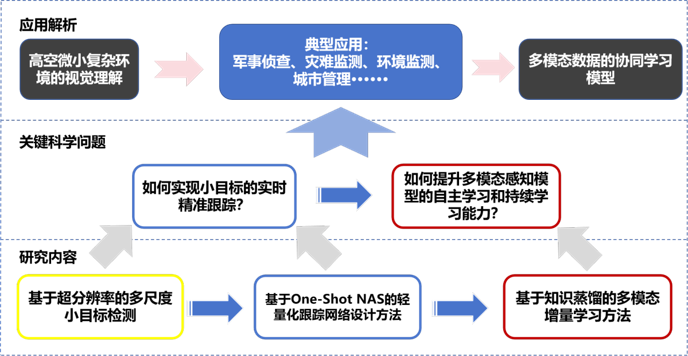 应用解析
高空微小复杂环
境的视觉理解
典型应用：
军事侦查、灾难监测、环境监测、
城市管理······
多模态数据的协同学习
模型
关键科学问题
如何实现小目标的实时
精准跟踪？
如何提升多模态感知模
型的自主学习和持续学
习能力？
研究内容
基于超分辨率的多尺度
小目标检测
基于One-Shot NAS的轻
量化跟踪网络设计方法
基于知识蒸馏的多模态
增量学习方法